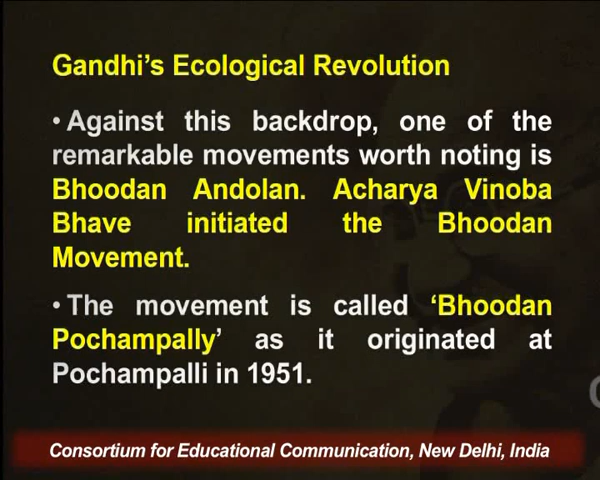 Gandhi's Ecological Revolution
• Against this backdrop, one of the
remarkable movements worth noting is
Bhoodan Andolan. Acharya Vinoba
Bhave initiated the Bhoodan
Movement.
• The movement is called ‘Bhoodan
Pochampally’ as it originated at
Pochampalli in 1951.
Consortium for Educational Communication, New Delhi, India